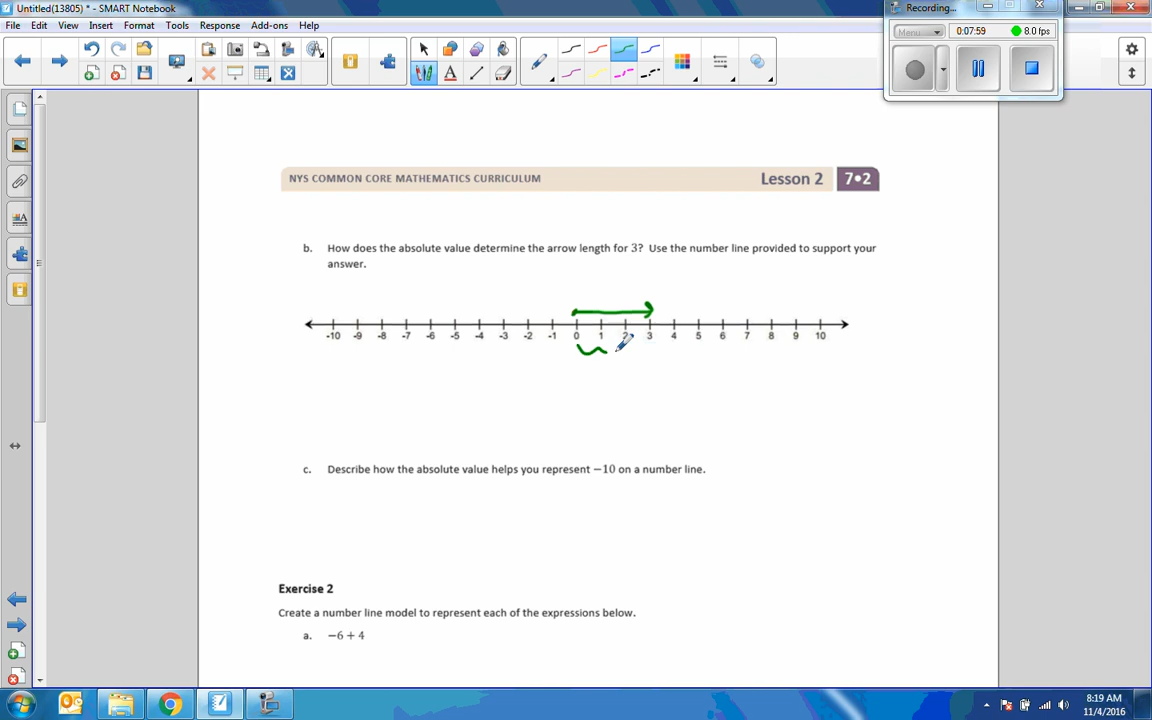 Untitled(13805) * - SMART Notebook
Recording...
File Edit View Insert Format Tools Response Add-ons Help
Menu 0:07:59 8.0 fps
NYS COMMON CORE MATHEMATICS CURRICULUM Lesson 2 7•2
b. How does the absolute value determine the arrow length for 3? Use the number line provided to support your
answer.
-10 -9 -8 -7 -6 -5 -4 -3 -2 -1 0 1 2 3 4 5 6 7 8 9 10
c. Describe how the absolute value helps you represent −10 on a number line.
Exercise 2
Create a number line model to represent each of the expressions below.
a. −6 + 4
8:19 AM
11/4/2016